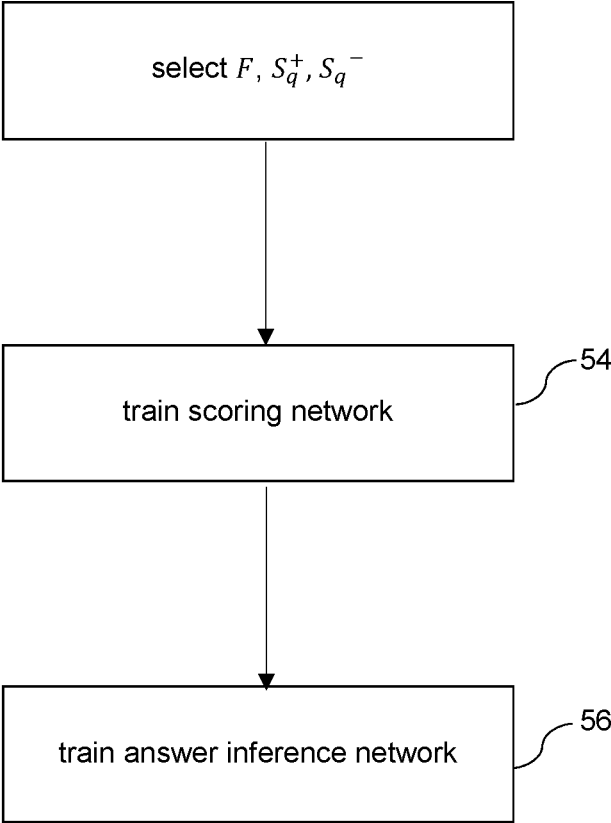 select F, S_q^+, S_q^-
54
train scoring network
56
train answer inference network